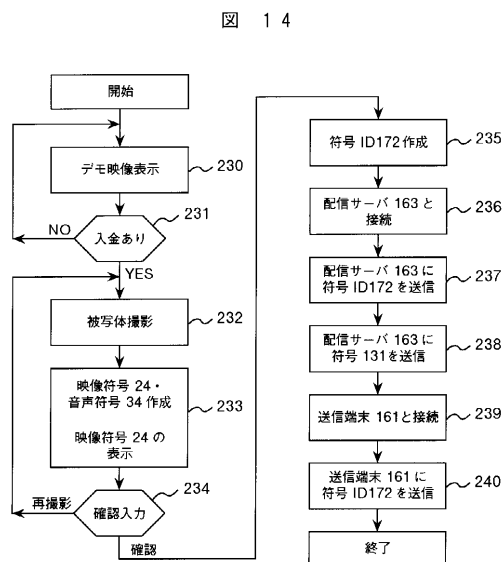 図 14
開始
デモ映像表示
230
入金あり
231
NO
YES
被写体撮影
232
映像符号 24・
音声符号 34 作成
映像符号 24 の
表示
233
確認入力
234
再撮影
確認
符号 ID172 作成
235
配信サーバ 163 と
接続
236
配信サーバ 163 に
符号 ID172 を送信
237
配信サーバ 163 に
符号 131 を送信
238
送信端末 161 と接続
239
送信端末 161 に
符号 ID172 を送信
240
終了